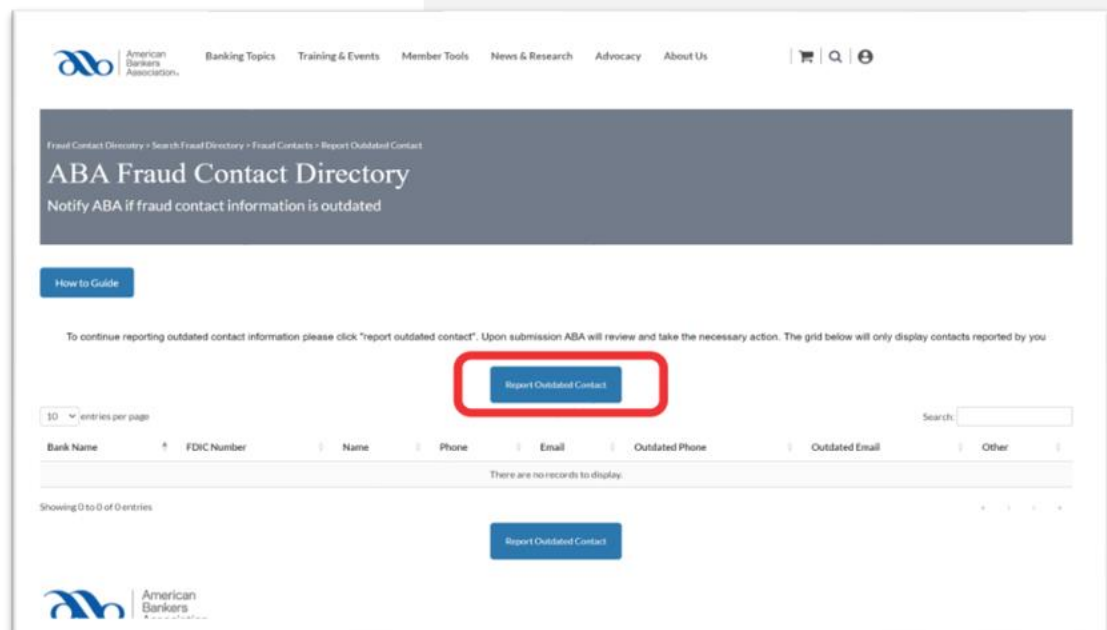 American
Bankers
Association
Banking Topics Training & Events Member Tools News & Research Advocacy About Us
Fraud Contact Direcotry > Search Fraud Directory > Fraud Contacts > Report Outdated Contact
ABA Fraud Contact Directory
Notify ABA if fraud contact information is outdated
How to Guide
To continue reporting outdated contact information please click "report outdated contact". Upon submission ABA will review and take the necessary action. The grid below will only display contacts reported by you
Report Outdated Contact
10 entries per page Search:
Bank Name FDIC Number Name Phone Email Outdated Phone Outdated Email Other
There are no records to display.
Showing 0 to 0 of 0 entries
Report Outdated Contact
American
Bankers